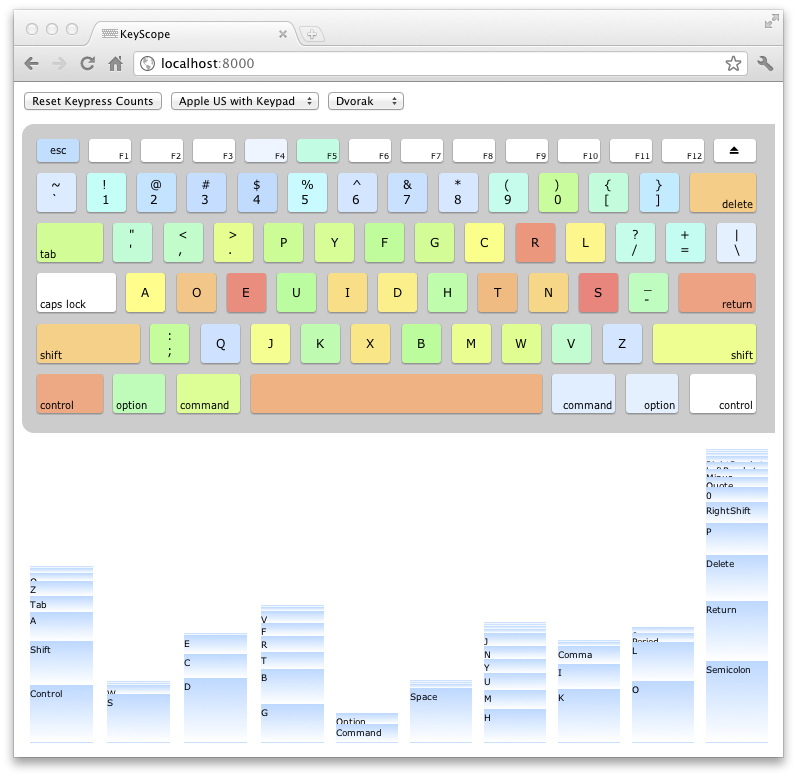 KeyScope
localhost:8000
Reset Keypress Counts Apple US with Keypad Dvorak
esc F1 F2 F3 F4 F5 F6 F7 F8 F9 F10 F11 F12
~ ! @ # $ % ^ & * ( ) { }
` 1 2 3 4 5 6 7 8 9 0 [ ] delete
" < > P Y F G C R L ? + |
tab ' , . / = \
A O E U I D H T N S _
caps lock - return
: Q J K X B M W V Z
shift ; shift
control option command command option control
LeftBracket
Minus
Quote
0
RightShift
P
Delete
Return
Semicolon
Z
Tab
A
Shift
Control
W
S
E
C
D
V
F
R
T
B
G
Option
Command
Space
J
N
Y
U
M
H
Comma
I
K
Period
L
O